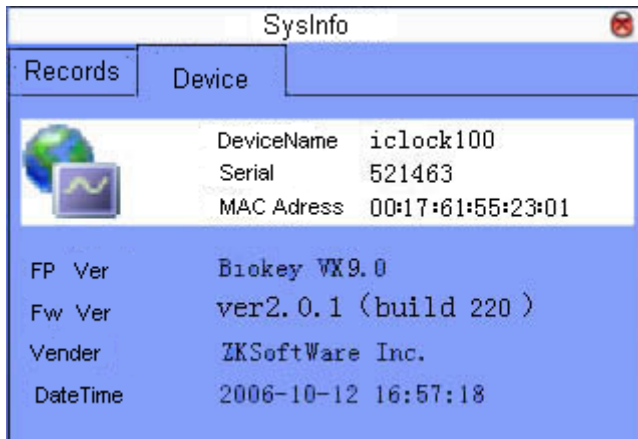 SysInfo
Records Device
DeviceName iclock100
Serial 521463
MAC Adress 00:17:61:55:23:01
FP Ver Biokey VX9.0
Fw Ver ver2.0.1 (build 220 )
Vender ZKSoftWare Inc.
DateTime 2006-10-12 16:57:18